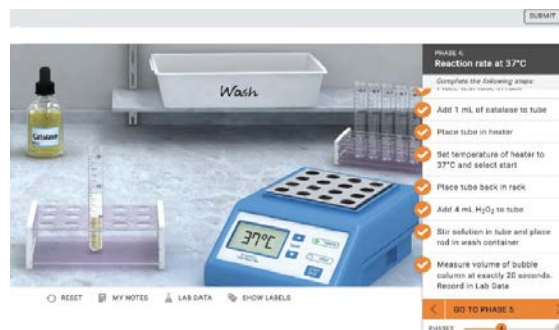 SUBMIT
PHASE 4:
Reaction rate at 37°C
Complete the following steps:
Add 1 mL of catalase to tube
Place tube in heater
Set temperature of heater to
37°C and select start
Place tube back in rack
Add 4 mL H₂O₂ to tube
Stir solution in tube and place
rod in wash container
Measure volume of bubble
column at exactly 20 seconds.
Record in Lab Data
< GO TO PHASE 5
PHASES
4
Wash
Catalase
37°C
RESET
MY NOTES
LAB DATA
SHOW LABELS